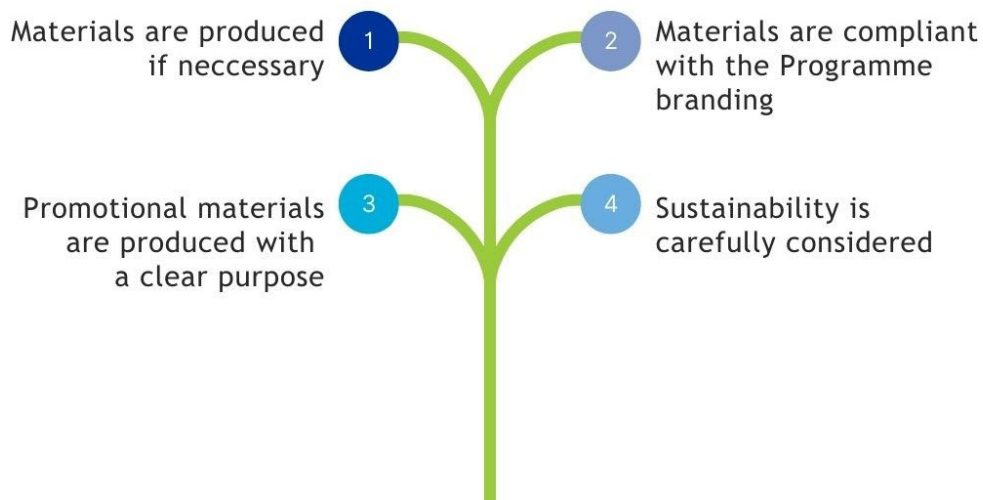 1
Materials are produced
if neccessary
2
Materials are compliant
with the Programme
branding
3
Promotional materials
are produced with
a clear purpose
4
Sustainability is
carefully considered